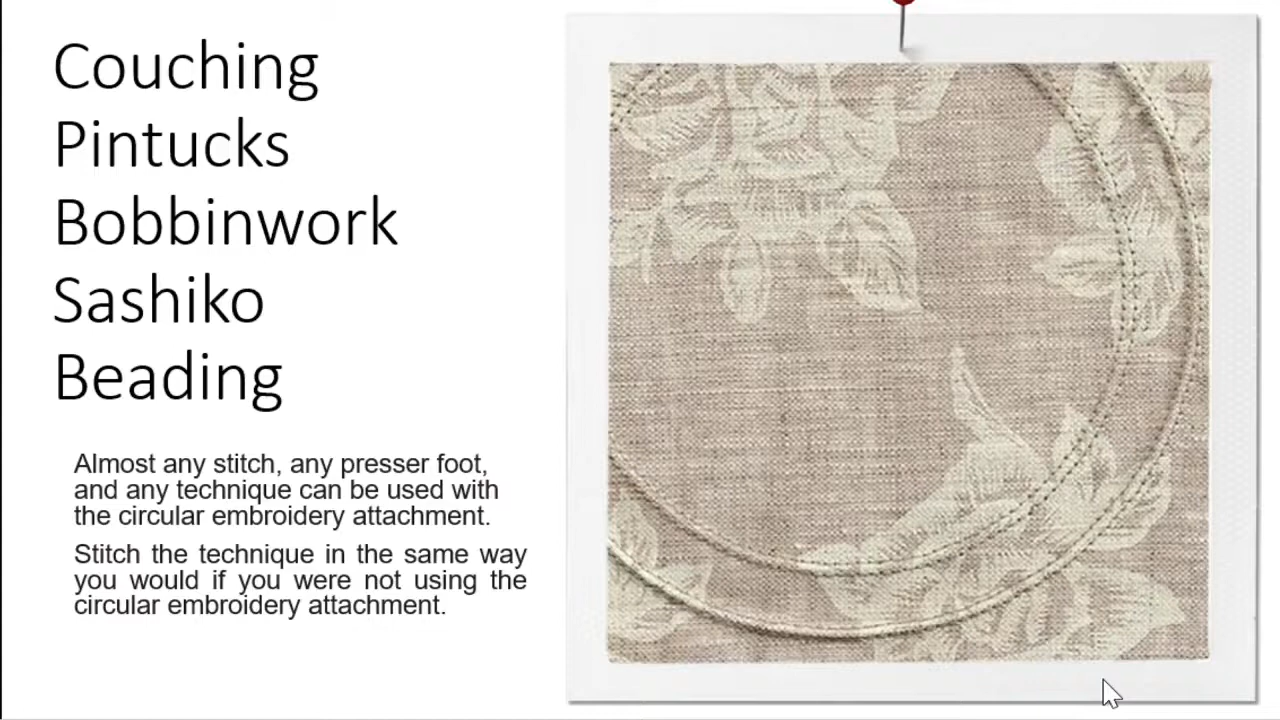 Couching
Pintucks
Bobbinwork
Sashiko
Beading
Almost any stitch, any presser foot,
and any technique can be used with
the circular embroidery attachment.
Stitch the technique in the same way
you would if you were not using the
circular embroidery attachment.